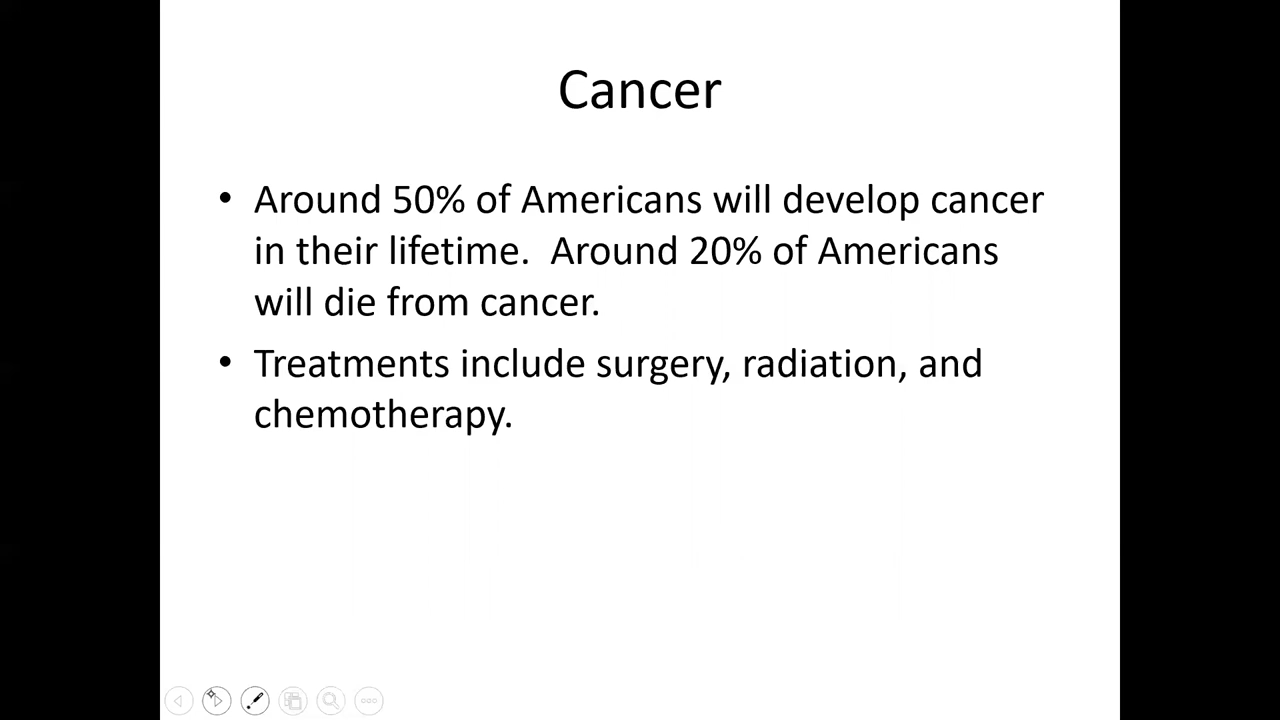 Cancer
• Around 50% of Americans will develop cancer
in their lifetime.  Around 20% of Americans
will die from cancer.
• Treatments include surgery, radiation, and
chemotherapy.